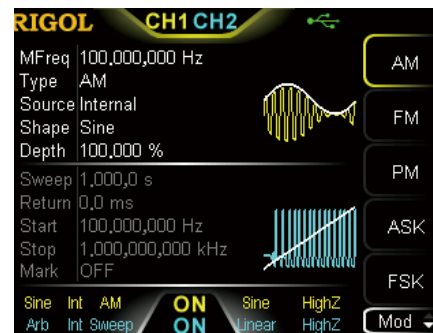 RIGOL CH1 CH2
MFreq 100.000,000 Hz
Type AM
Source Internal
Shape Sine
Depth 100.000 %
Sweep 1.000,0 s
Return 0.0 ms
Start 100.000,000 Hz
Stop 1.000,000,000 kHz
Mark OFF
Sine Int AM ON Sine HighZ
Arb Int Sweep ON Linear HighZ
AM
FM
PM
ASK
FSK
Mod